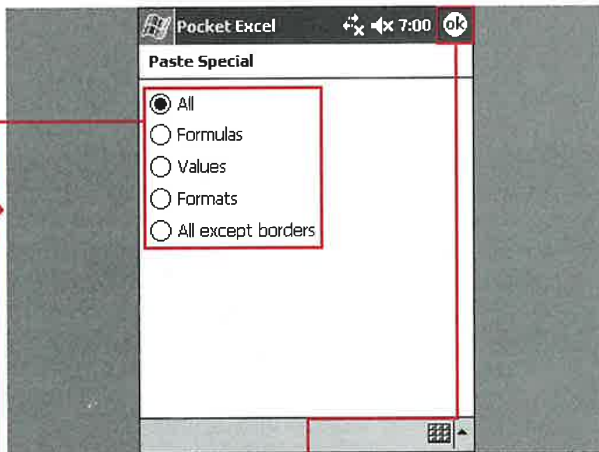 Pocket Excel 7:00 ok
Paste Special
All
Formulas
Values
Formats
All except borders